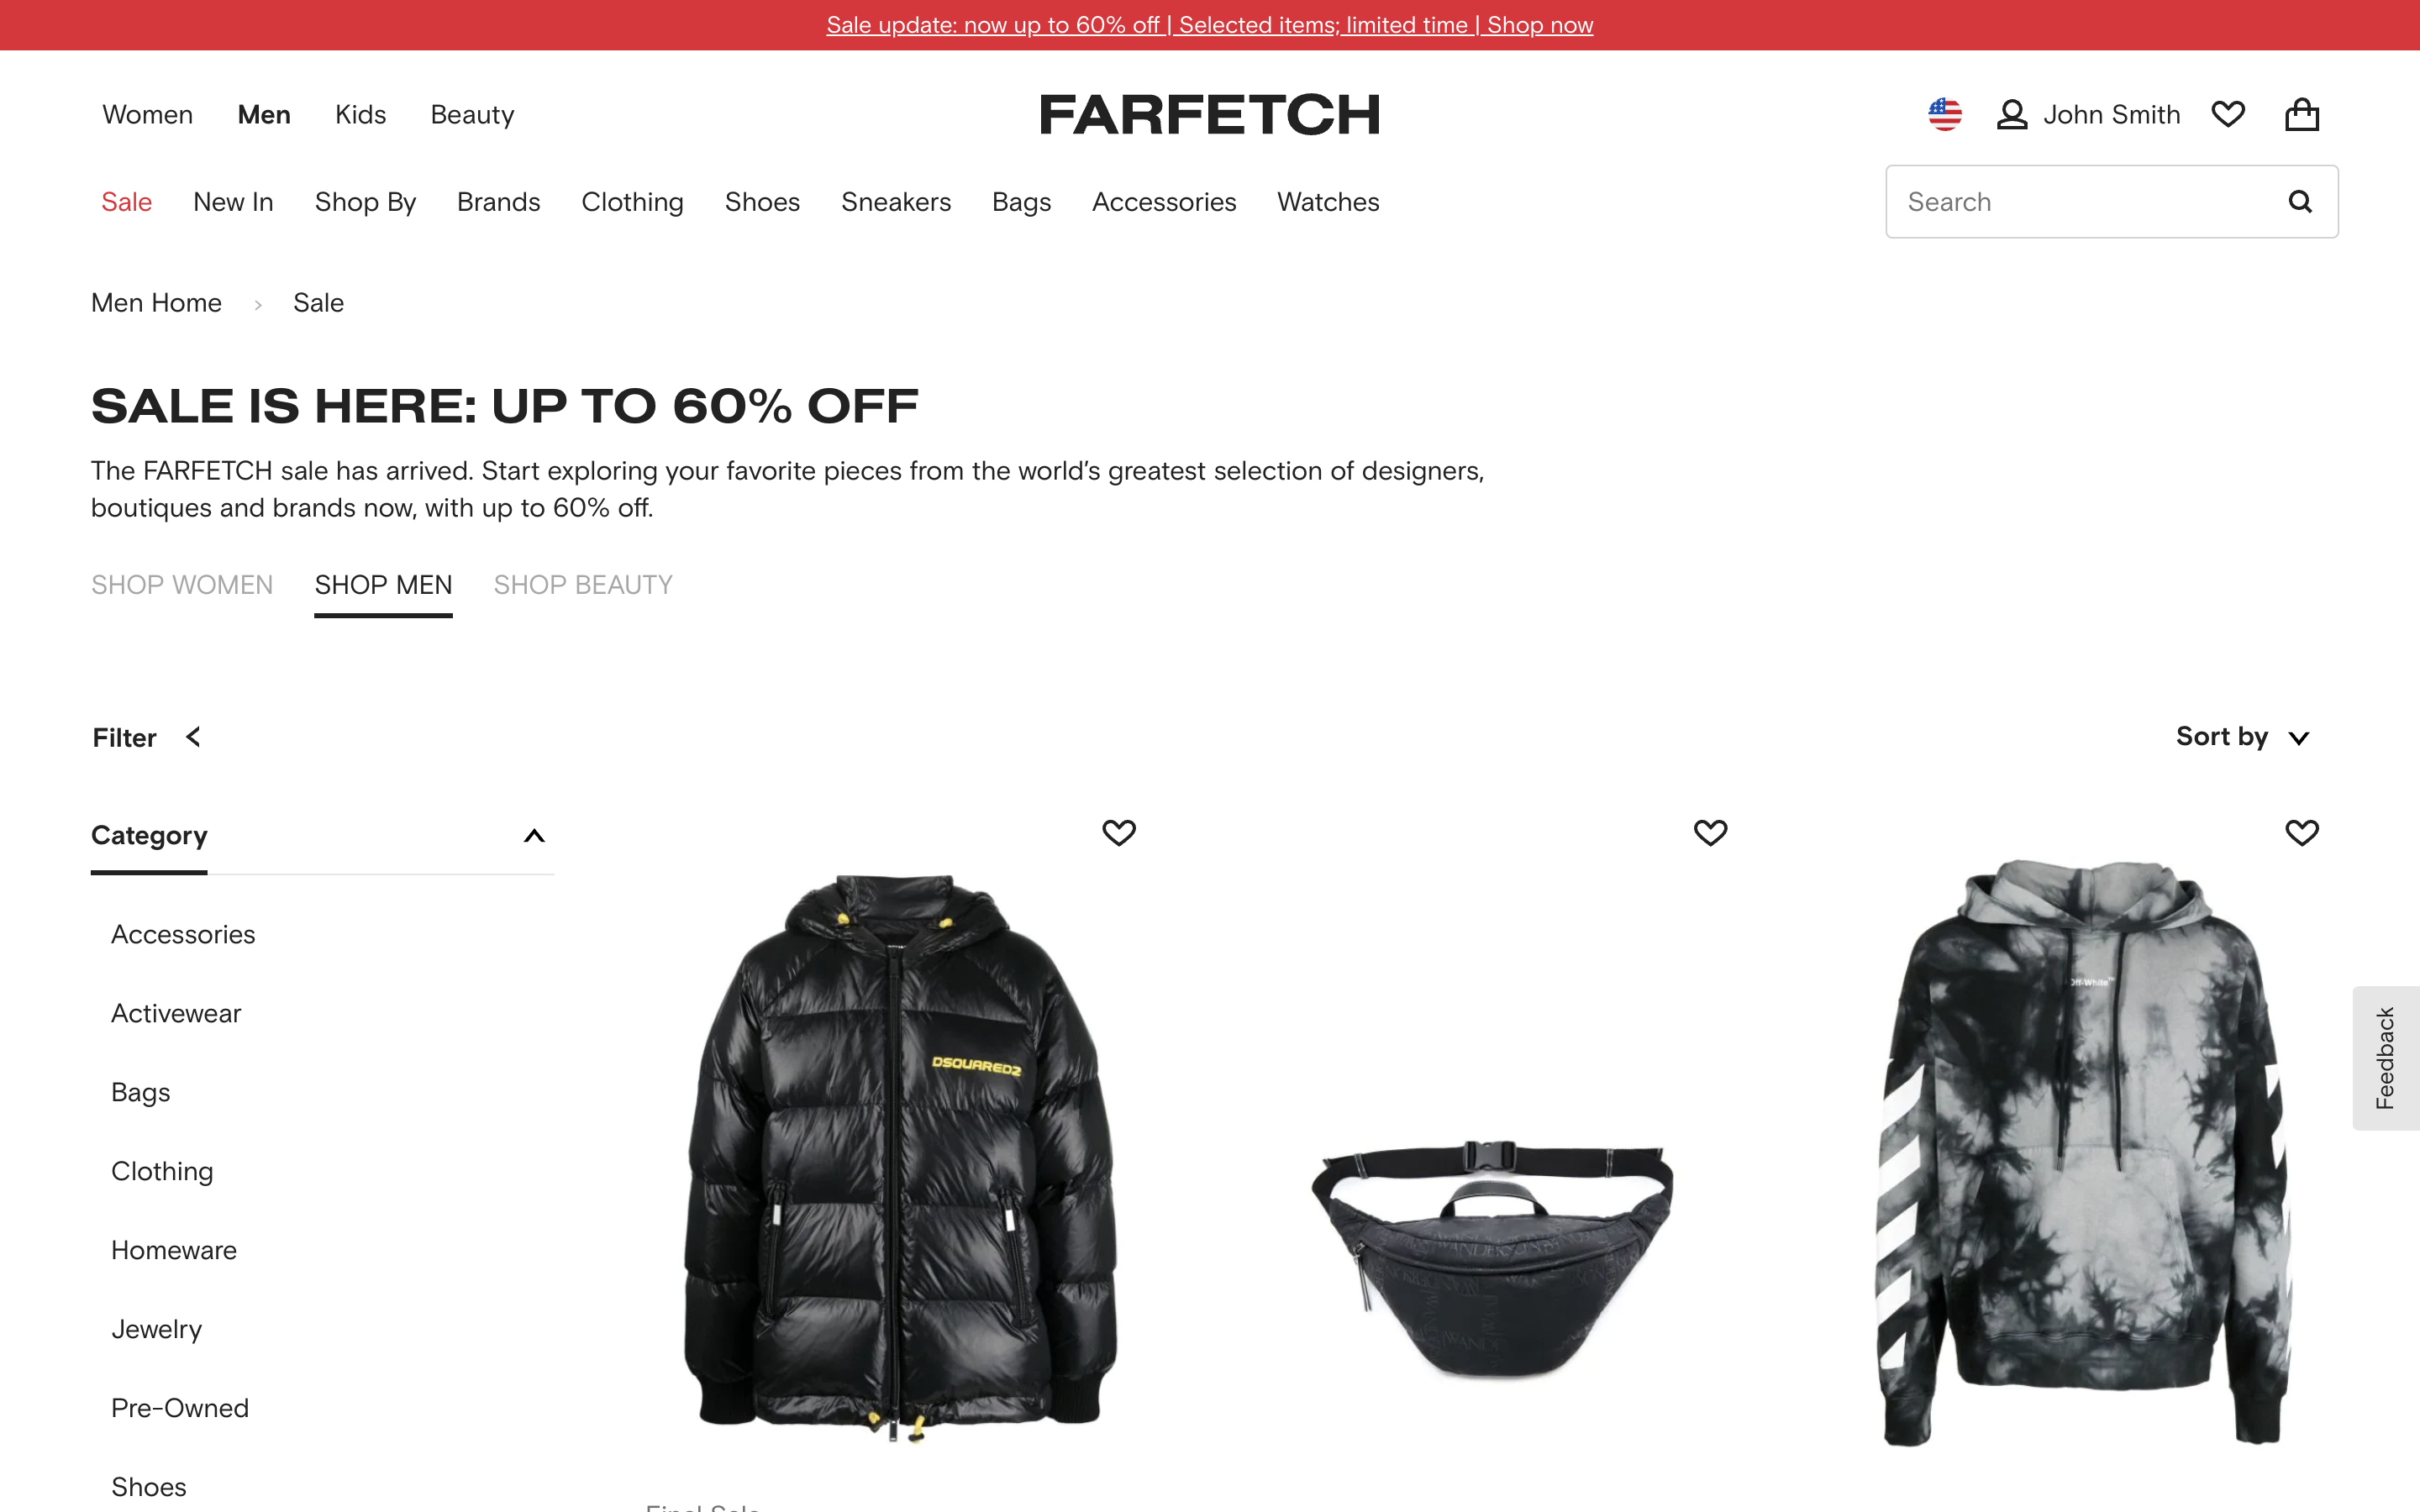 Sale update: now up to 60% off | Selected items; limited time | Shop now
Women Men Kids Beauty
FARFETCH
John Smith
Sale New In Shop By Brands Clothing Shoes Sneakers Bags Accessories Watches
Search
Men Home › Sale
SALE IS HERE: UP TO 60% OFF
The FARFETCH sale has arrived. Start exploring your favorite pieces from the world’s greatest selection of designers,
boutiques and brands now, with up to 60% off.
SHOP WOMEN SHOP MEN SHOP BEAUTY
Filter
Sort by
Category
Accessories
Activewear
Bags
Clothing
Homeware
Jewelry
Pre-Owned
Shoes
DSQUARED2
Off-White™
Feedback
Final Sale